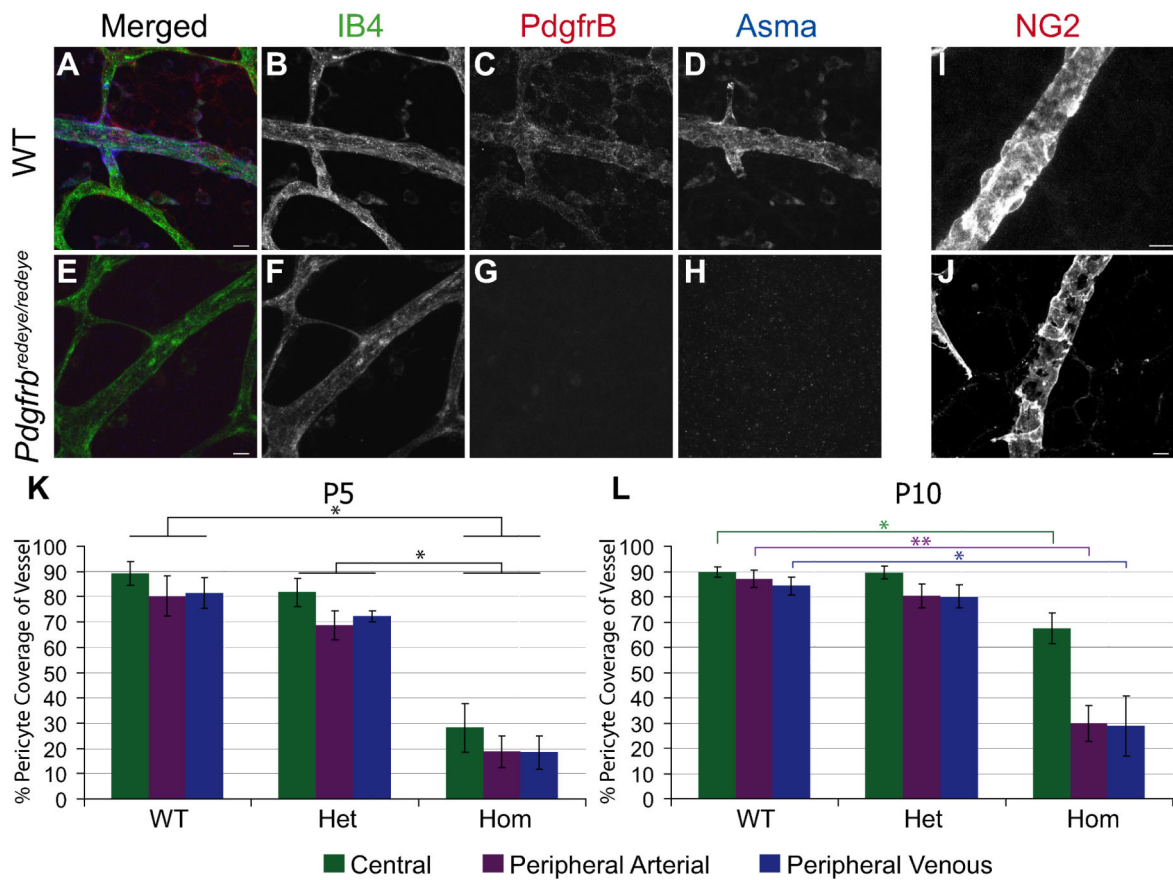 Merged IB4 PdgfrB Asma NG2
WT
A B C D I
Pdgfrb^redeye/redeye
E F G H J
K P5
*
*
% Pericyte Coverage of Vessel
100
90
80
70
60
50
40
30
20
10
0
WT Het Hom
L P10
*
**
*
% Pericyte Coverage of Vessel
100
90
80
70
60
50
40
30
20
10
0
WT Het Hom
Central Peripheral Arterial Peripheral Venous